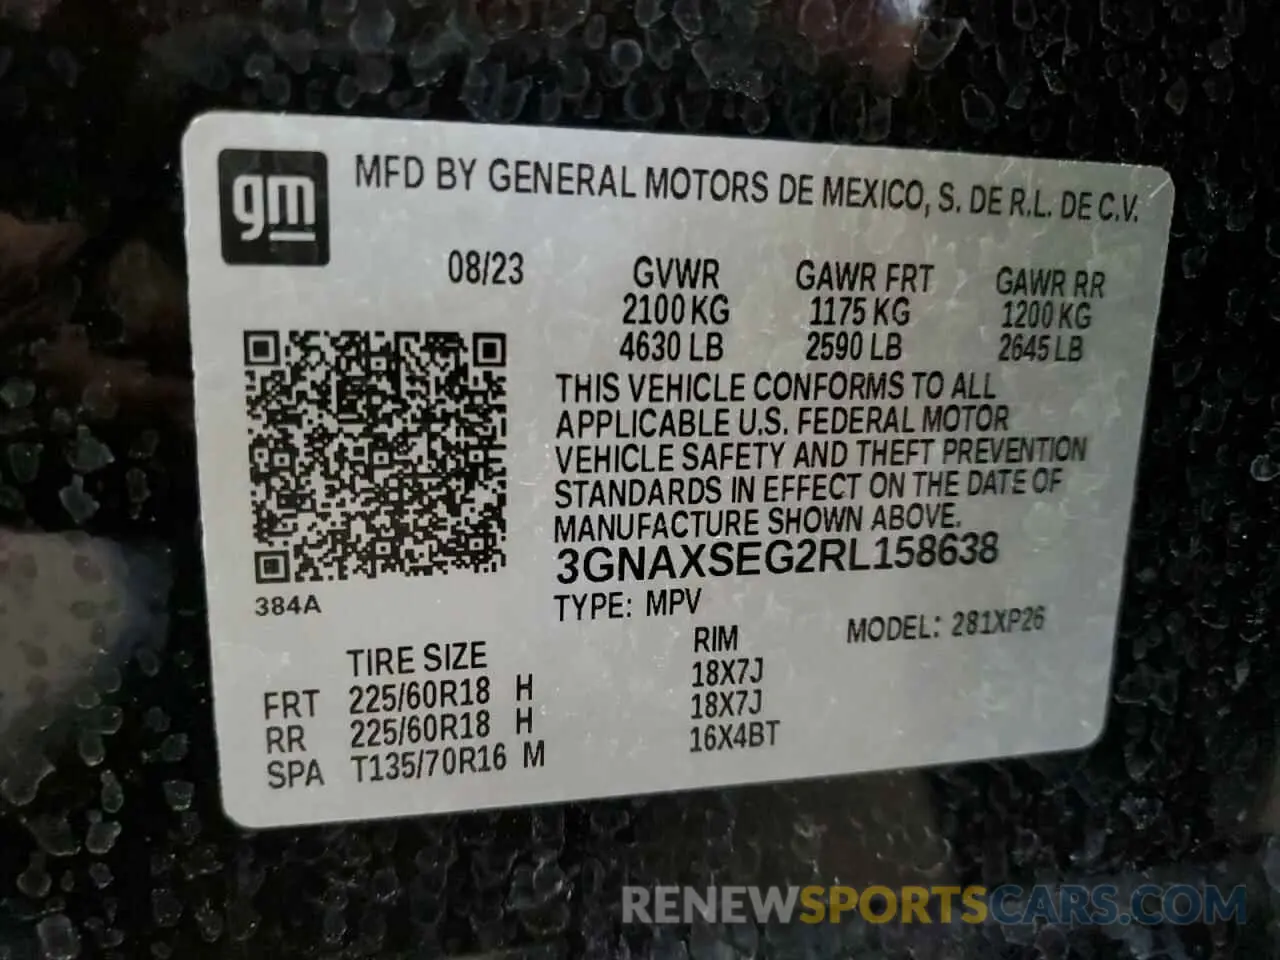 gm
MFD BY GENERAL MOTORS DE MEXICO, S. DE R.L. DE C.V.
08/23 GVWR GAWR FRT GAWR RR
2100 KG 1175 KG 1200 KG
4630 LB 2590 LB 2645 LB
THIS VEHICLE CONFORMS TO ALL
APPLICABLE U.S. FEDERAL MOTOR
VEHICLE SAFETY AND THEFT PREVENTION
STANDARDS IN EFFECT ON THE DATE OF
MANUFACTURE SHOWN ABOVE.
3GNAXSEG2RL158638
384A
TYPE: MPV MODEL: 281XP26
TIRE SIZE RIM
FRT 225/60R18 H 18X7J
RR 225/60R18 H 18X7J
SPA T135/70R16 M 16X4BT
RENEWSPORTSCARS.COM